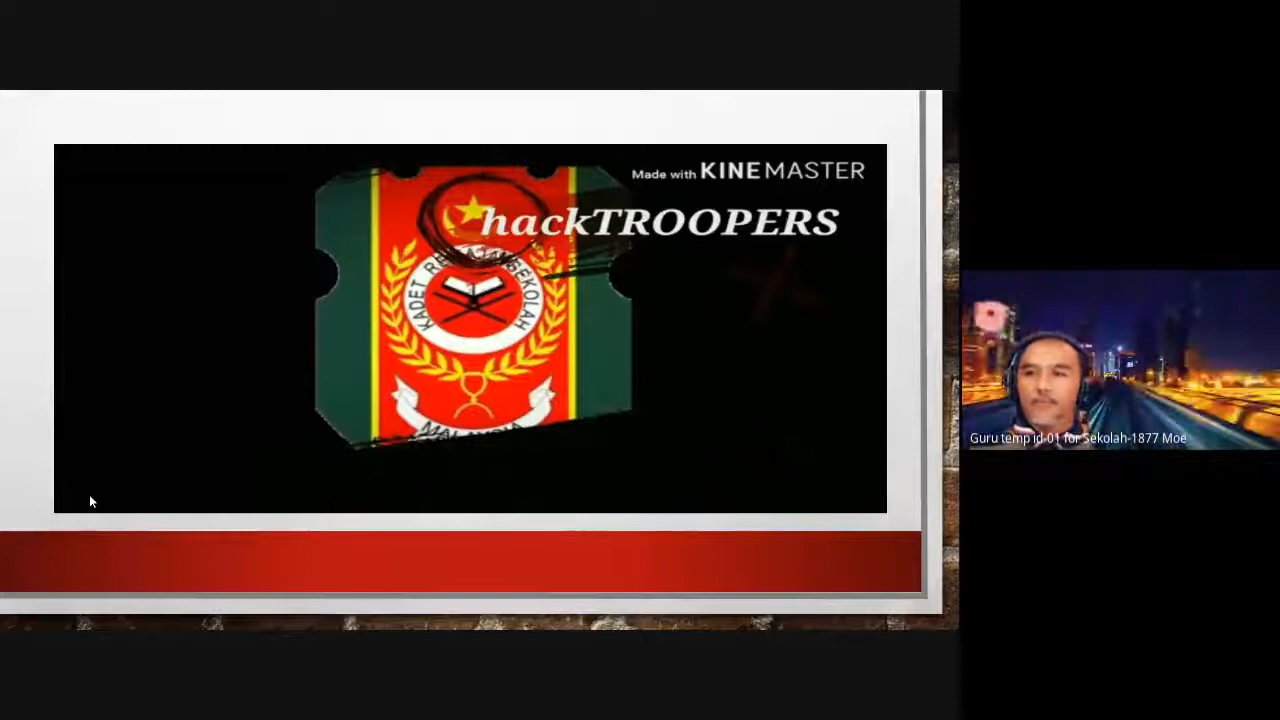 Made with KINEMASTER
hackTROOPERS
KADET SEKOLAH
Guru temp id-01 for Sekolah-1877 Moe